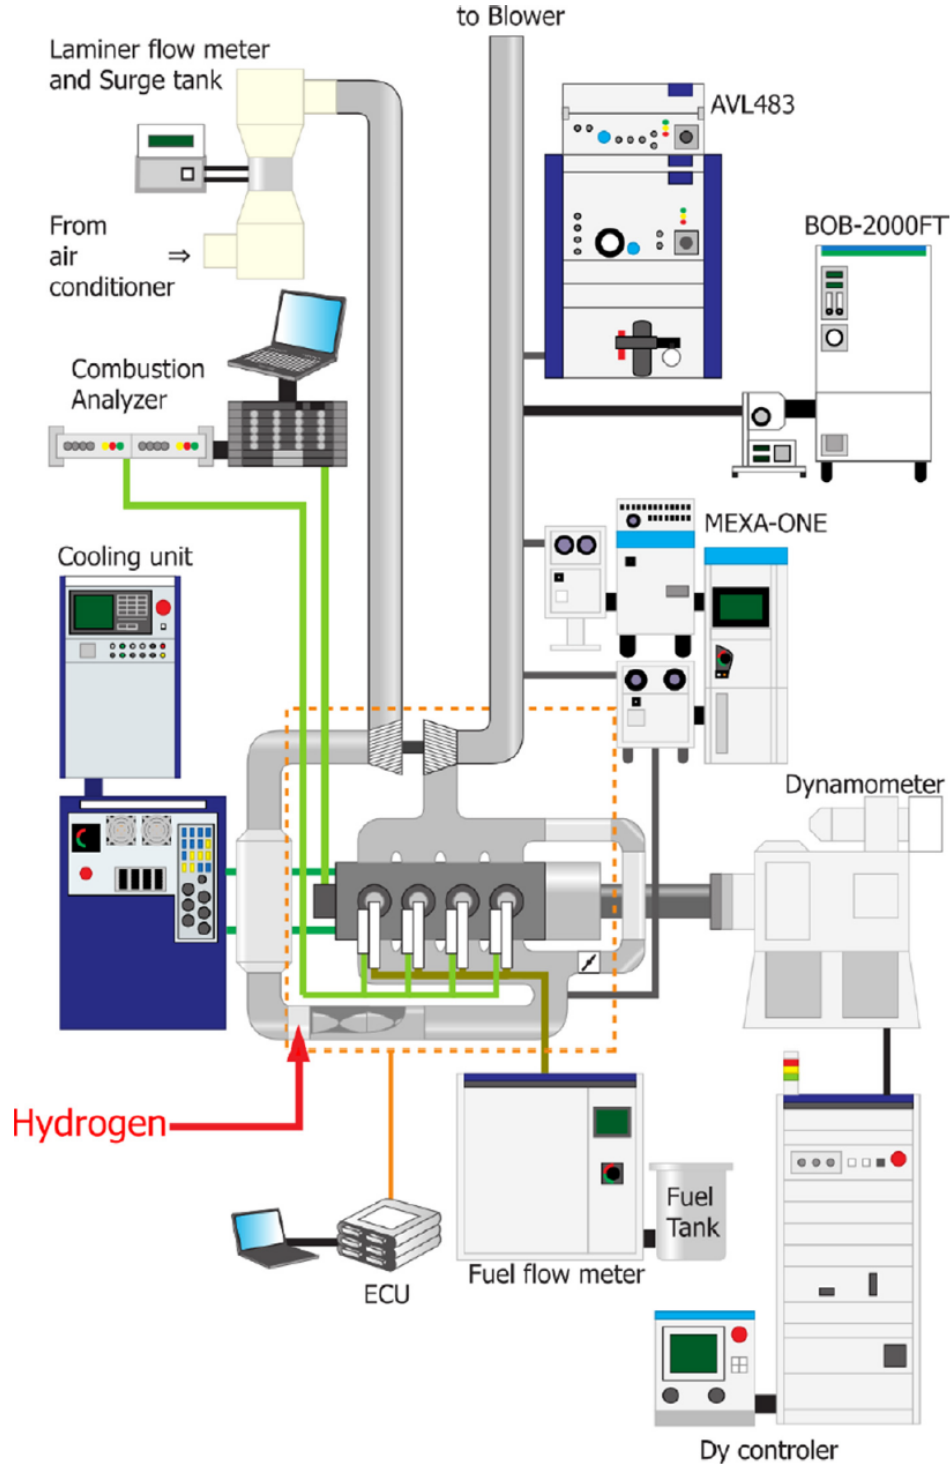 to Blower
Laminer flow meter
and Surge tank
AVL483
From
air ⇒
conditioner
BOB-2000FT
Combustion
Analyzer
MEXA-ONE
Cooling unit
Dynamometer
Hydrogen
Fuel
Tank
Fuel flow meter
ECU
Dy controler